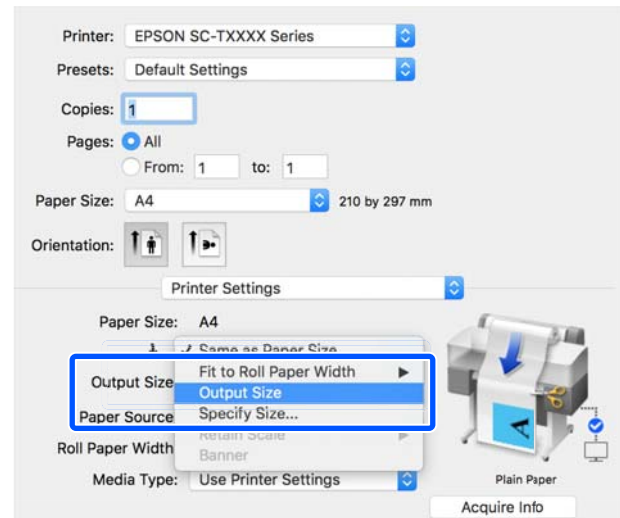 Printer: EPSON SC-TXXXX Series
Presets: Default Settings
Copies: 1
Pages: All
From: 1 to: 1
Paper Size: A4 210 by 297 mm
Orientation:
Printer Settings
Paper Size: A4
Same as Paper Size
Fit to Roll Paper Width
Output Size Output Size
Paper Source Specify Size...
Retain Scale
Roll Paper Width Banner
Media Type: Use Printer Settings
Plain Paper
Acquire Info